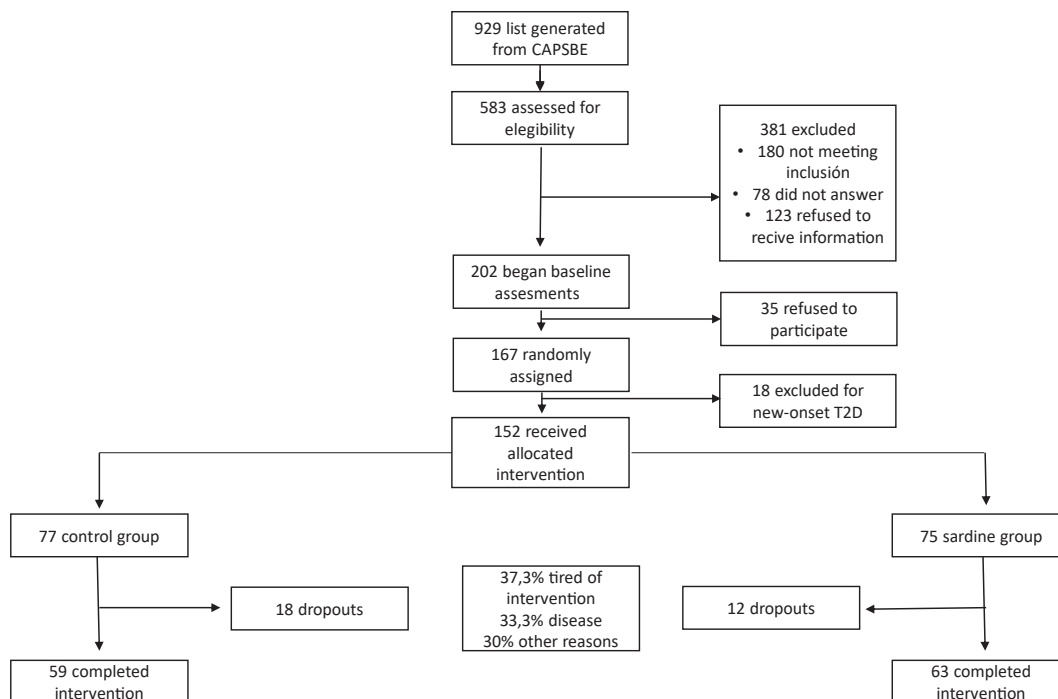 929 list generated
from CAPSBE
583 assessed for
elegibility
381 excluded
• 180 not meeting
inclusión
• 78 did not answer
• 123 refused to
recive information
202 began baseline
assesments
35 refused to
participate
167 randomly
assigned
18 excluded for
new-onset T2D
152 received
allocated
intervention
77 control group
75 sardine group
18 dropouts
37,3% tired of
intervention
33,3% disease
30% other reasons
12 dropouts
59 completed
intervention
63 completed
intervention